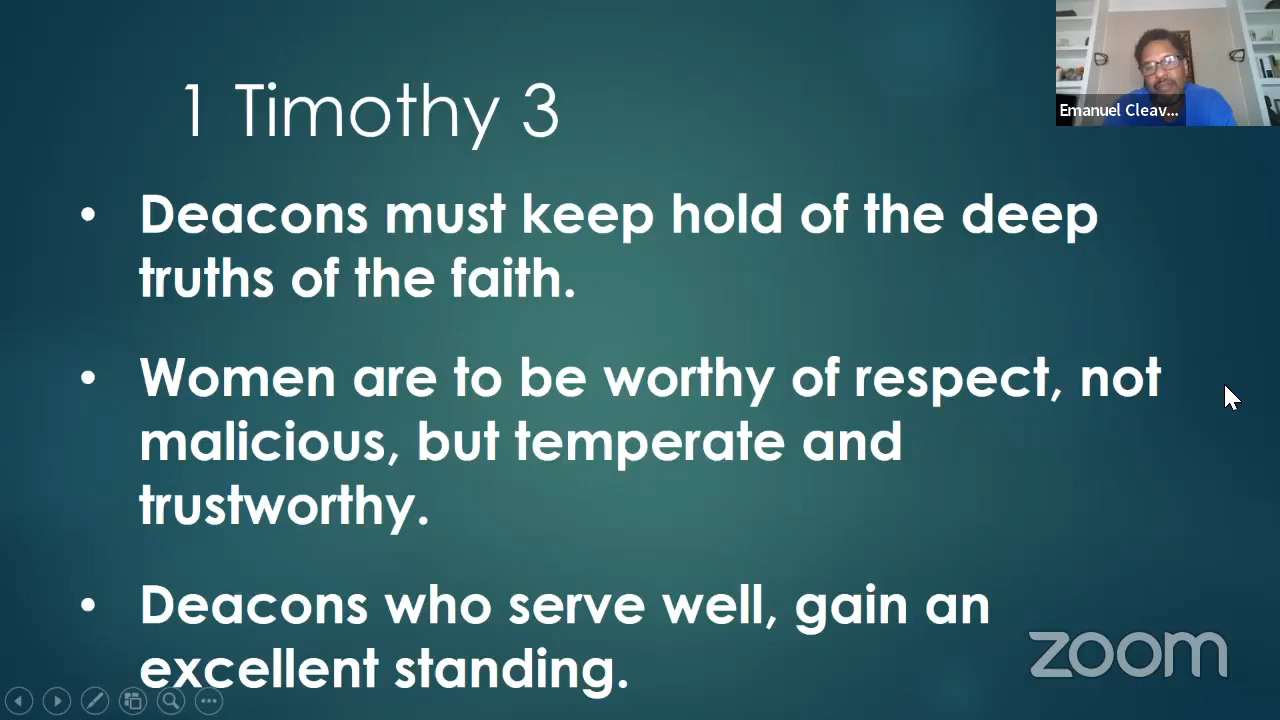 Emanuel Cleav...
1 Timothy 3
• Deacons must keep hold of the deep
truths of the faith.
• Women are to be worthy of respect, not
malicious, but temperate and
trustworthy.
• Deacons who serve well, gain an
excellent standing.
zoom